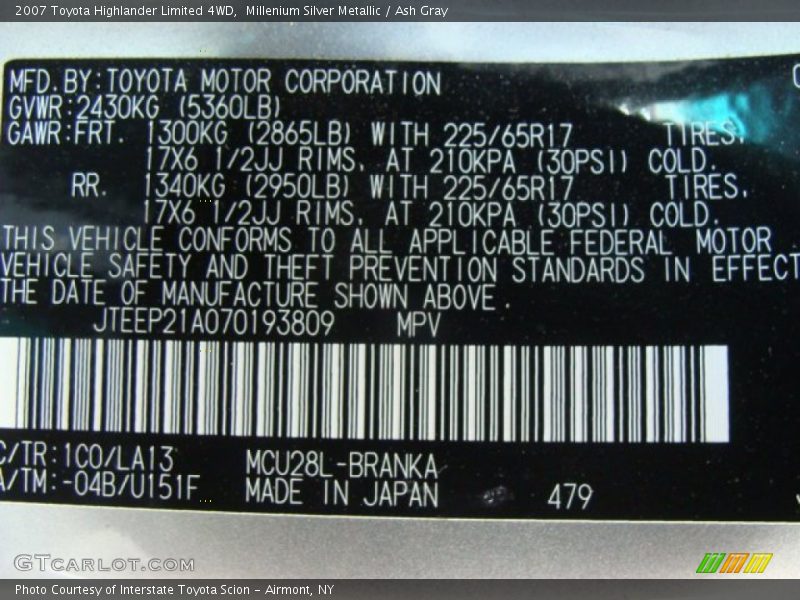 2007 Toyota Highlander Limited 4WD, Millenium Silver Metallic / Ash Gray
MFD.BY:TOYOTA MOTOR CORPORATION
GVWR:2430KG (5360LB)
GAWR:FRT. 1300KG (2865LB) WITH 225/65R17 TIRES,
17X6 1/2JJ RIMS, AT 210KPA (30PSI) COLD.
RR. 1340KG (2950LB) WITH 225/65R17 TIRES,
17X6 1/2JJ RIMS, AT 210KPA (30PSI) COLD.
THIS VEHICLE CONFORMS TO ALL APPLICABLE FEDERAL MOTOR
VEHICLE SAFETY AND THEFT PREVENTION STANDARDS IN EFFECT
THE DATE OF MANUFACTURE SHOWN ABOVE.
JTEEP21A070193809 MPV
C/TR:1C0/LA13 MCU28L-BRANKA
A/TM:-04B/U151F MADE IN JAPAN 479
GTCARLOT.COM
Photo Courtesy of Interstate Toyota Scion - Airmont, NY